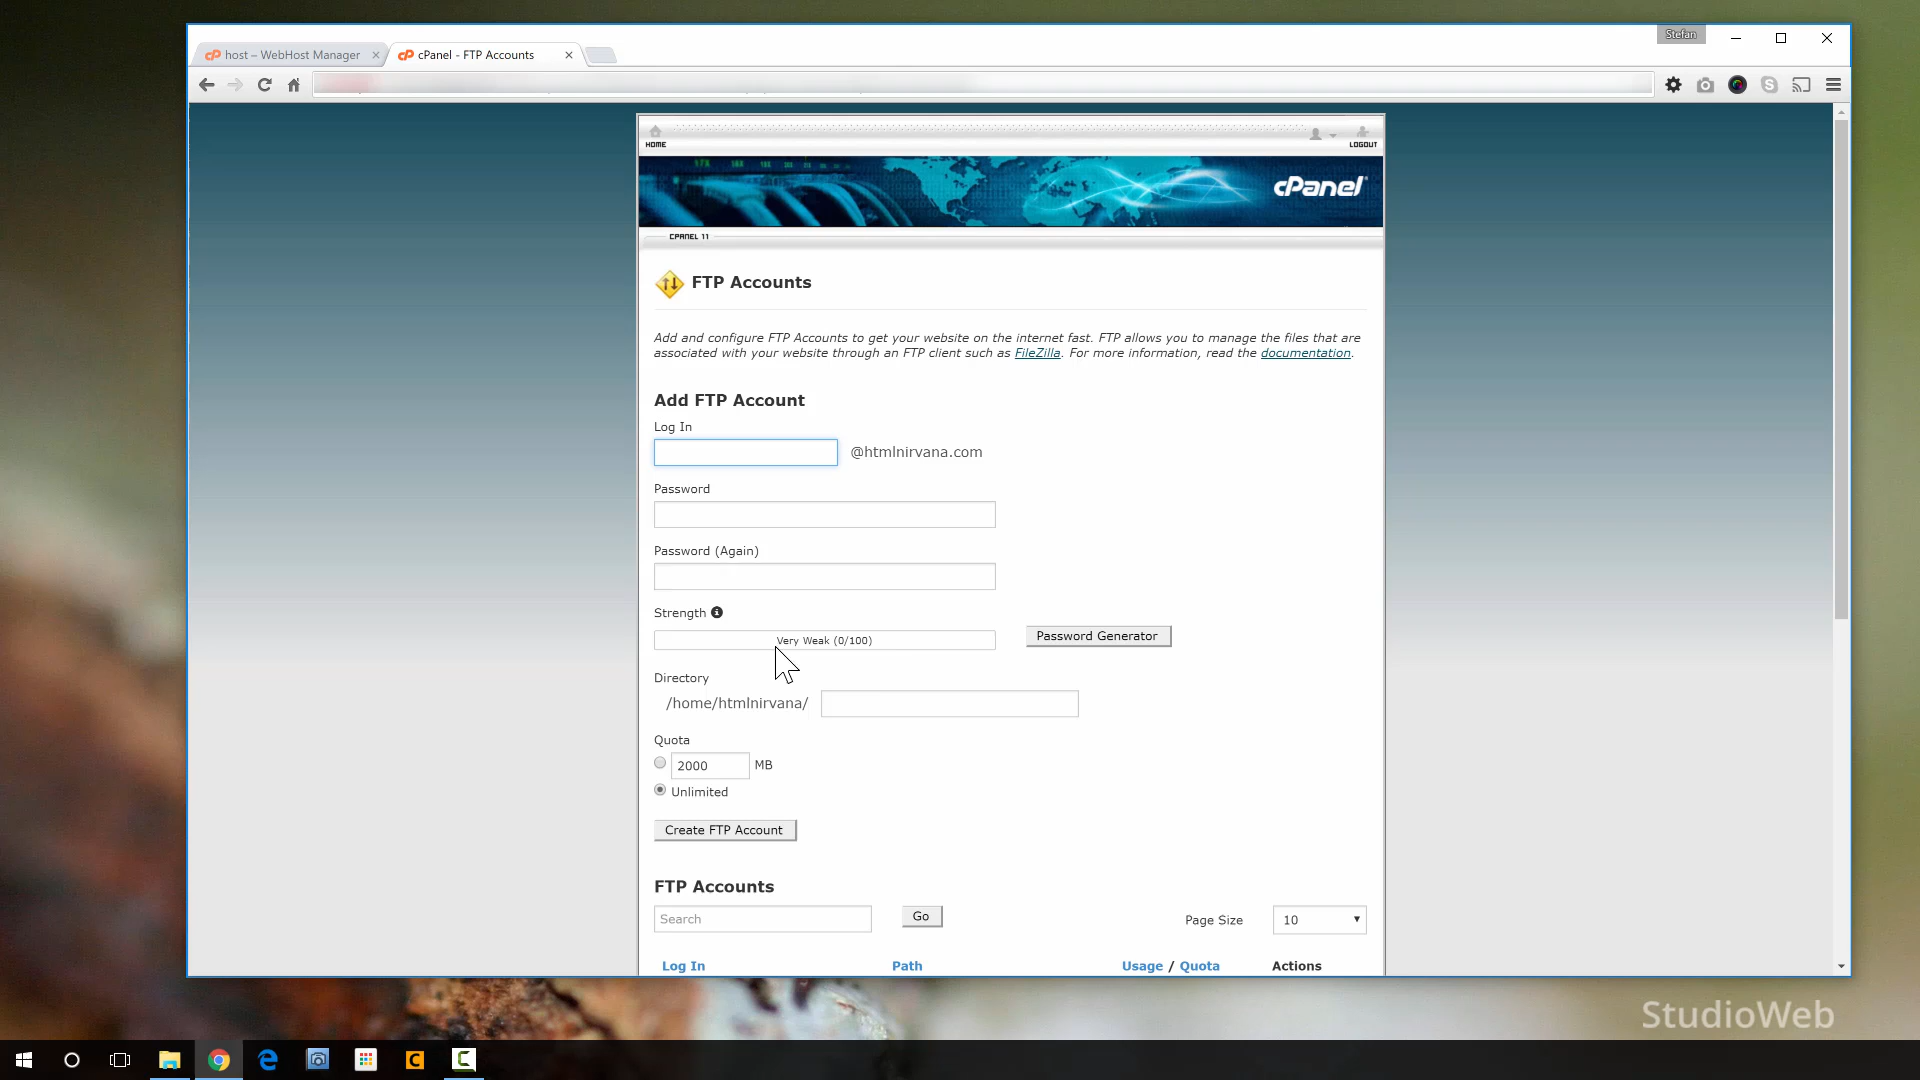 Stefan
host – WebHost Manager
cPanel - FTP Accounts
HOME
LOGOUT
cPanel
CPANEL 11
FTP Accounts
Add and configure FTP Accounts to get your website on the internet fast. FTP allows you to manage the files that are
associated with your website through an FTP client such as FileZilla. For more information, read the documentation.
Add FTP Account
Log In
@htmlnirvana.com
Password
Password (Again)
Strength
Very Weak (0/100)
Password Generator
Directory
/home/htmlnirvana/
Quota
2000 MB
Unlimited
Create FTP Account
FTP Accounts
Search Go Page Size 10
Log In Path Usage / Quota Actions
StudioWeb